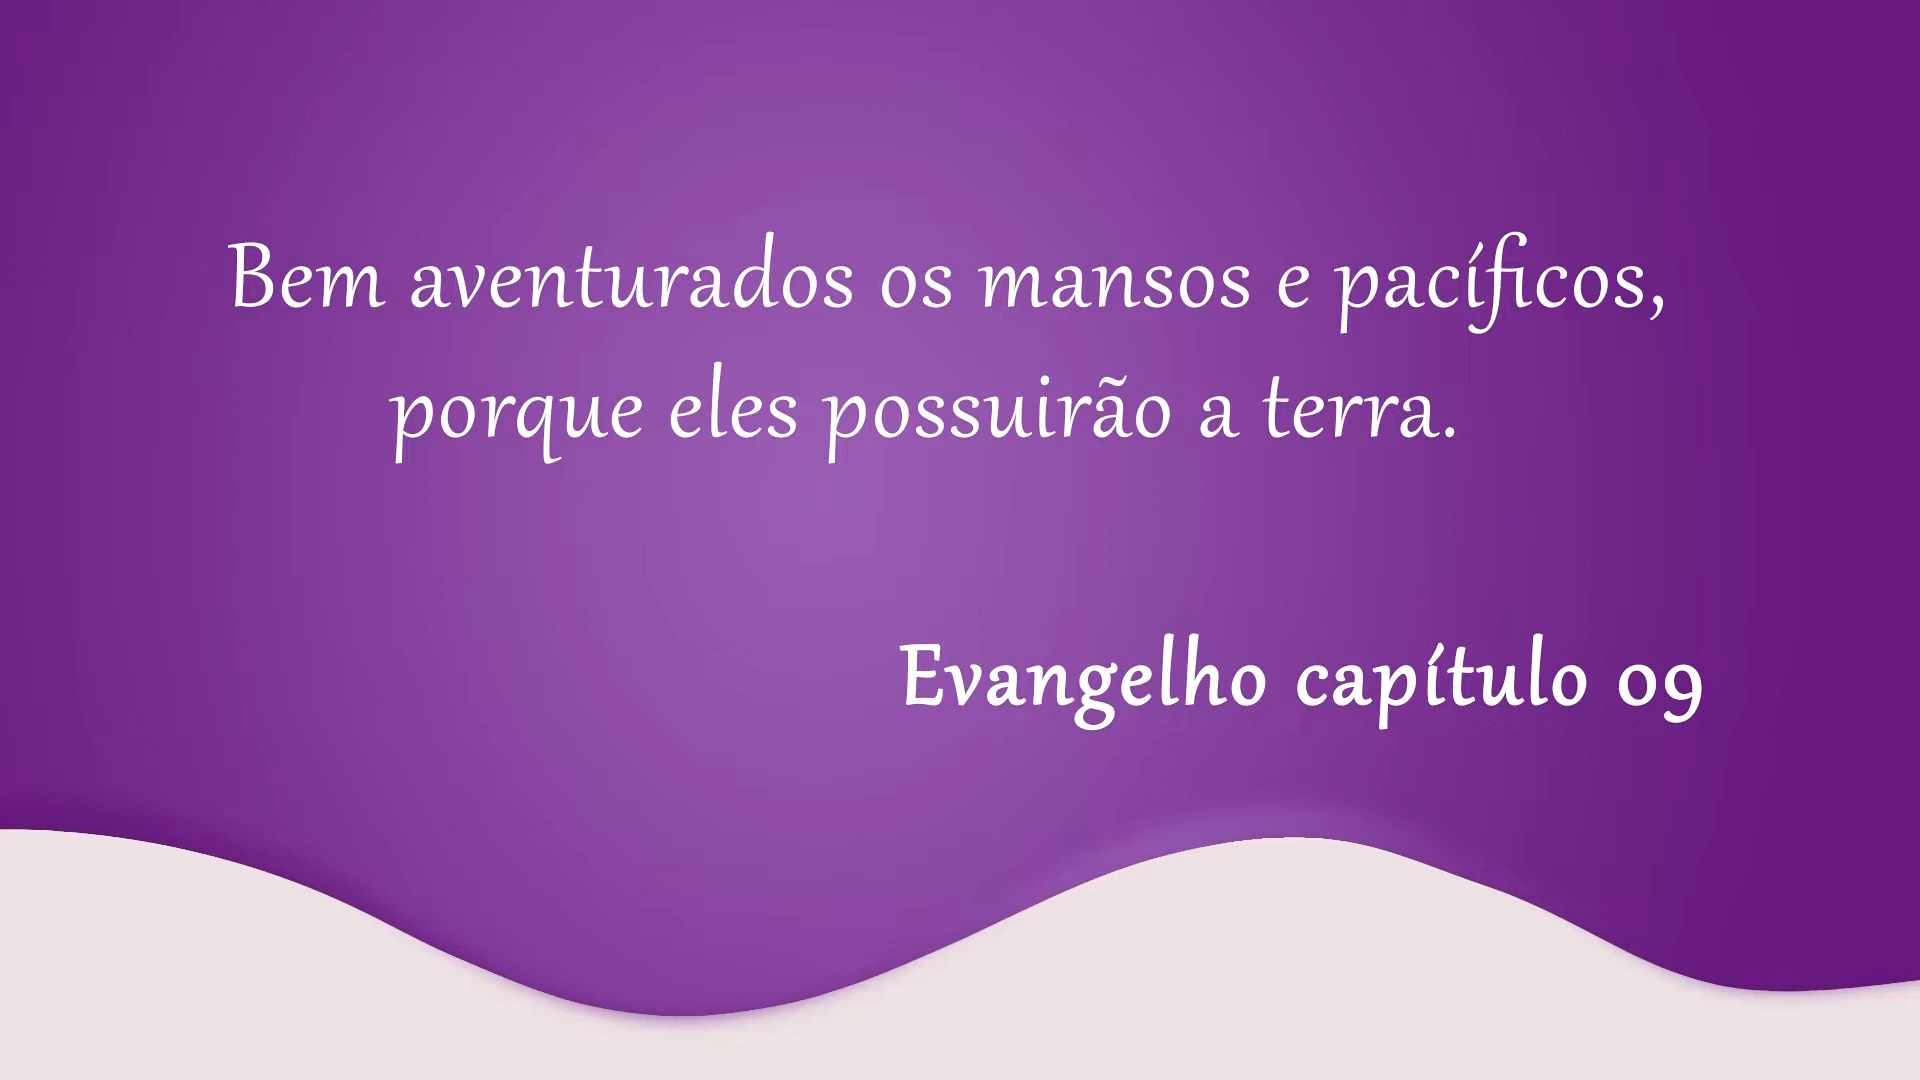 Bem aventurados os mansos e pacíficos,
porque eles possuirão a terra.
Evangelho capítulo 09